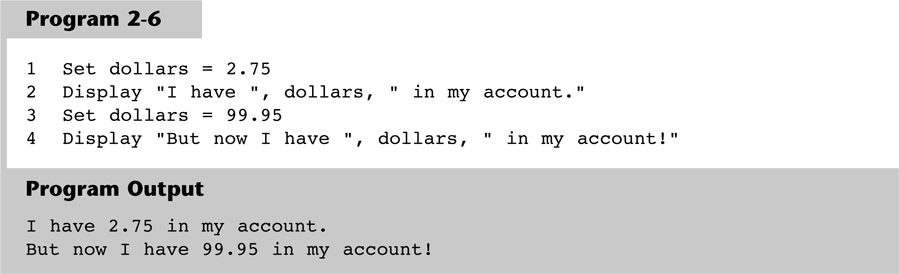 Program 2-6
1 Set dollars = 2.75
2 Display "I have ", dollars, " in my account."
3 Set dollars = 99.95
4 Display "But now I have ", dollars, " in my account!"
Program Output
I have 2.75 in my account.
But now I have 99.95 in my account!